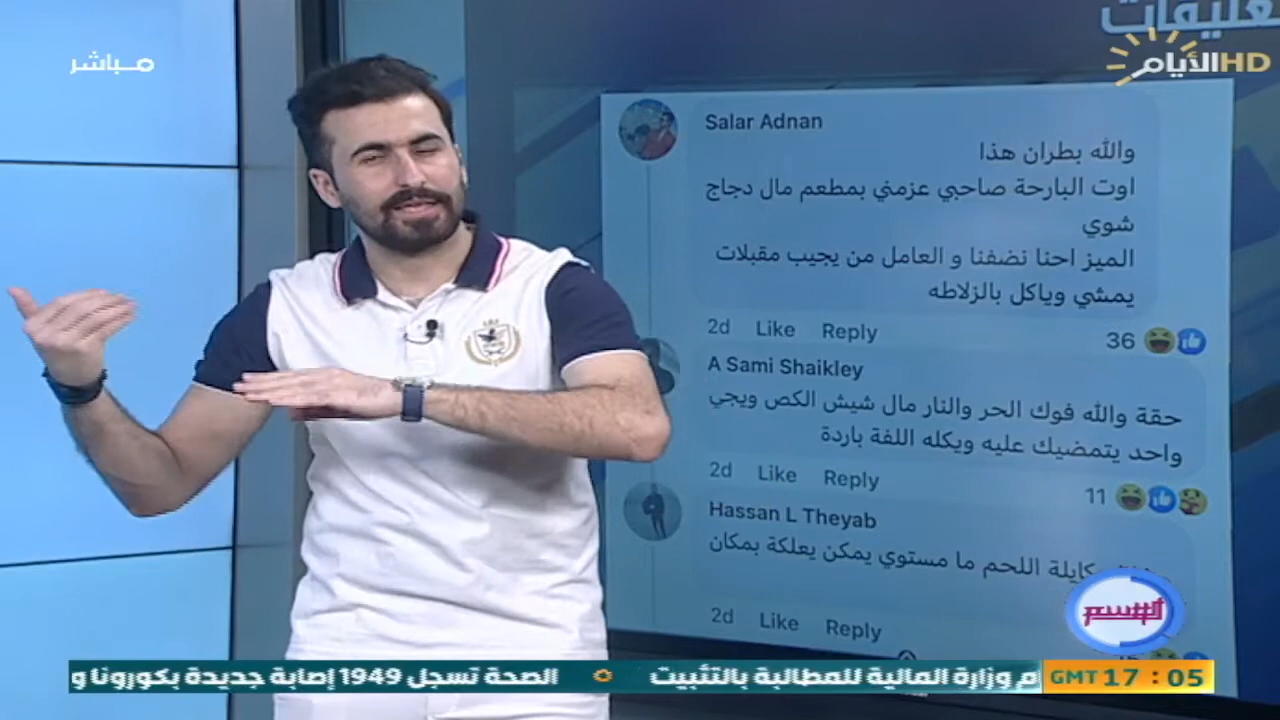 مباشر
تعليقات
الأيام HD
Salar Adnan
والله بطران هذا
اوت البارحة صاحبي عزمني بمطعم مال دجاج
شوي
الميز احنا نضفنا و العامل من يجيب مقبلات
يمشي وياكل بالزلاطه
2d Like Reply
36
A Sami Shaikley
حقة والله فوك الحر والنار مال شيش الكص ويجي
واحد يتمضيك عليه ويكله اللفة باردة
2d Like Reply
11
Hassan L Theyab
كايلة اللحم ما مستوي يمكن يعلكة بمكان
2d Like Reply
GMT 17 : 05
وزارة المالية للمطالبة بالتثبيت
الصحة تسجل 1949 إصابة جديدة بكورونا و